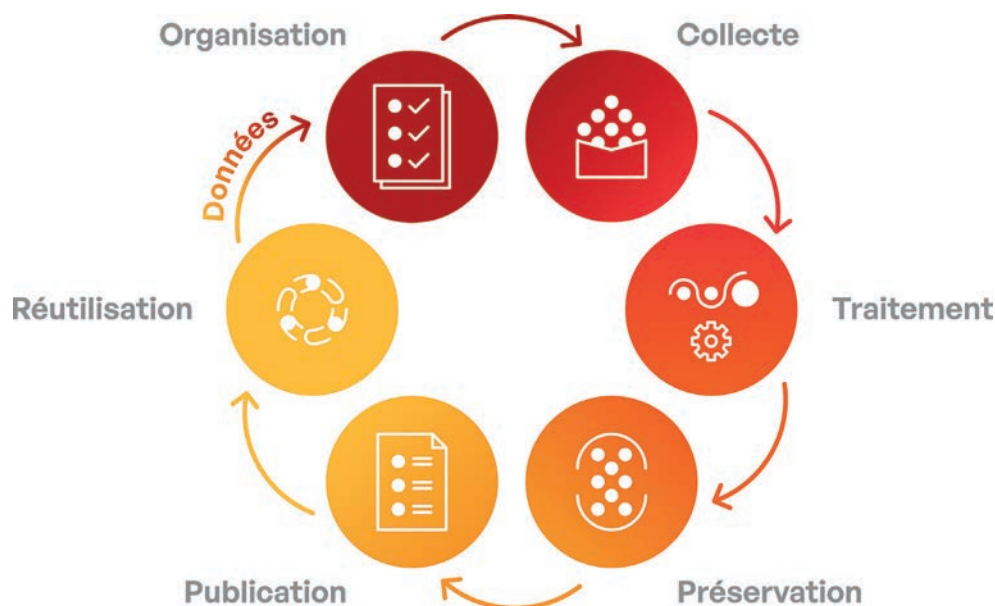 Organisation
Collecte
Données
Réutilisation
Traitement
Publication
Préservation